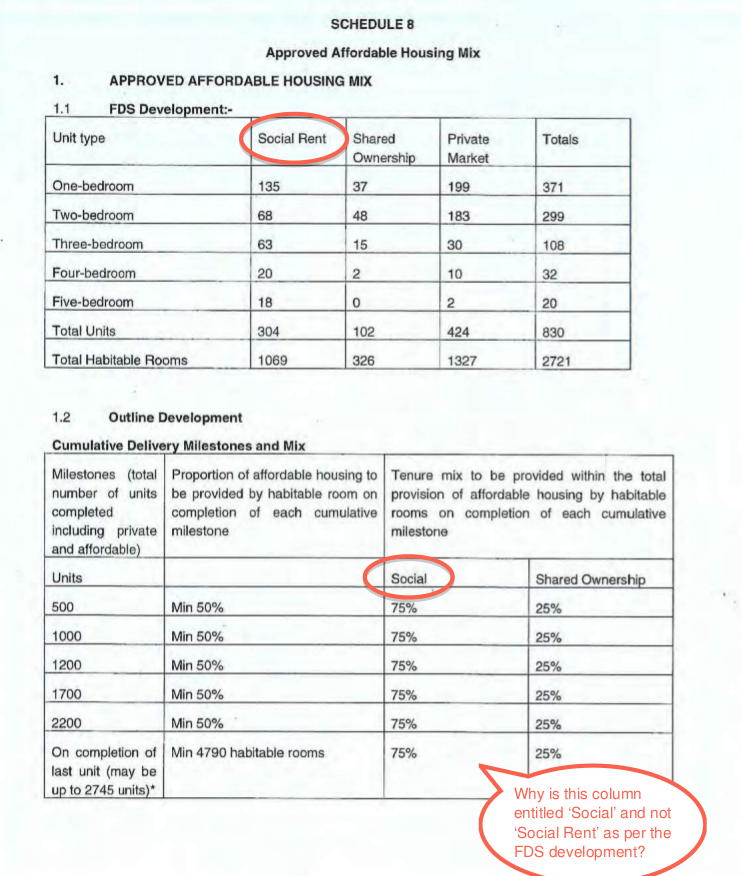 SCHEDULE 8
Approved Affordable Housing Mix
1. APPROVED AFFORDABLE HOUSING MIX
1.1 FDS Development:-
Unit type Social Rent Shared Ownership Private Market Totals
One-bedroom 135 37 199 371
Two-bedroom 68 48 183 299
Three-bedroom 63 15 30 108
Four-bedroom 20 2 10 32
Five-bedroom 18 0 2 20
Total Units 304 102 424 830
Total Habitable Rooms 1069 326 1327 2721
1.2 Outline Development
Cumulative Delivery Milestones and Mix
Milestones (total
number of units
completed
including private
and affordable)
Proportion of affordable housing to
be provided by habitable room on
completion of each cumulative
milestone
Tenure mix to be provided within the total
provision of affordable housing by habitable
rooms on completion of each cumulative
milestone
Units Social Shared Ownership
500 Min 50% 75% 25%
1000 Min 50% 75% 25%
1200 Min 50% 75% 25%
1700 Min 50% 75% 25%
2200 Min 50% 75% 25%
On completion of
last unit (may be
up to 2745 units)*
Min 4790 habitable rooms 75% 25%
Why is this column
entitled ‘Social’ and not
‘Social Rent’ as per the
FDS development?